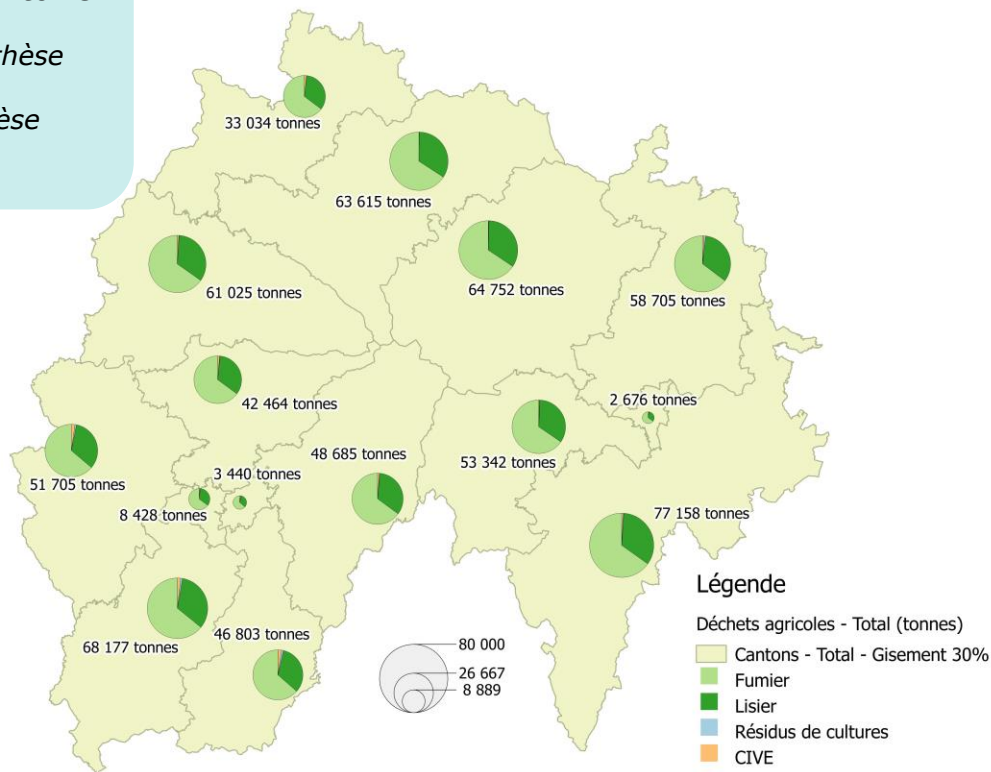 hèse
èse
33 034 tonnes
63 615 tonnes
61 025 tonnes
64 752 tonnes
58 705 tonnes
42 464 tonnes
2 676 tonnes
48 685 tonnes
53 342 tonnes
51 705 tonnes
3 440 tonnes
8 428 tonnes
77 158 tonnes
68 177 tonnes
46 803 tonnes
80 000
26 667
8 889
Légende
Déchets agricoles - Total (tonnes)
Cantons - Total - Gisement 30%
Fumier
Lisier
Résidus de cultures
CIVE